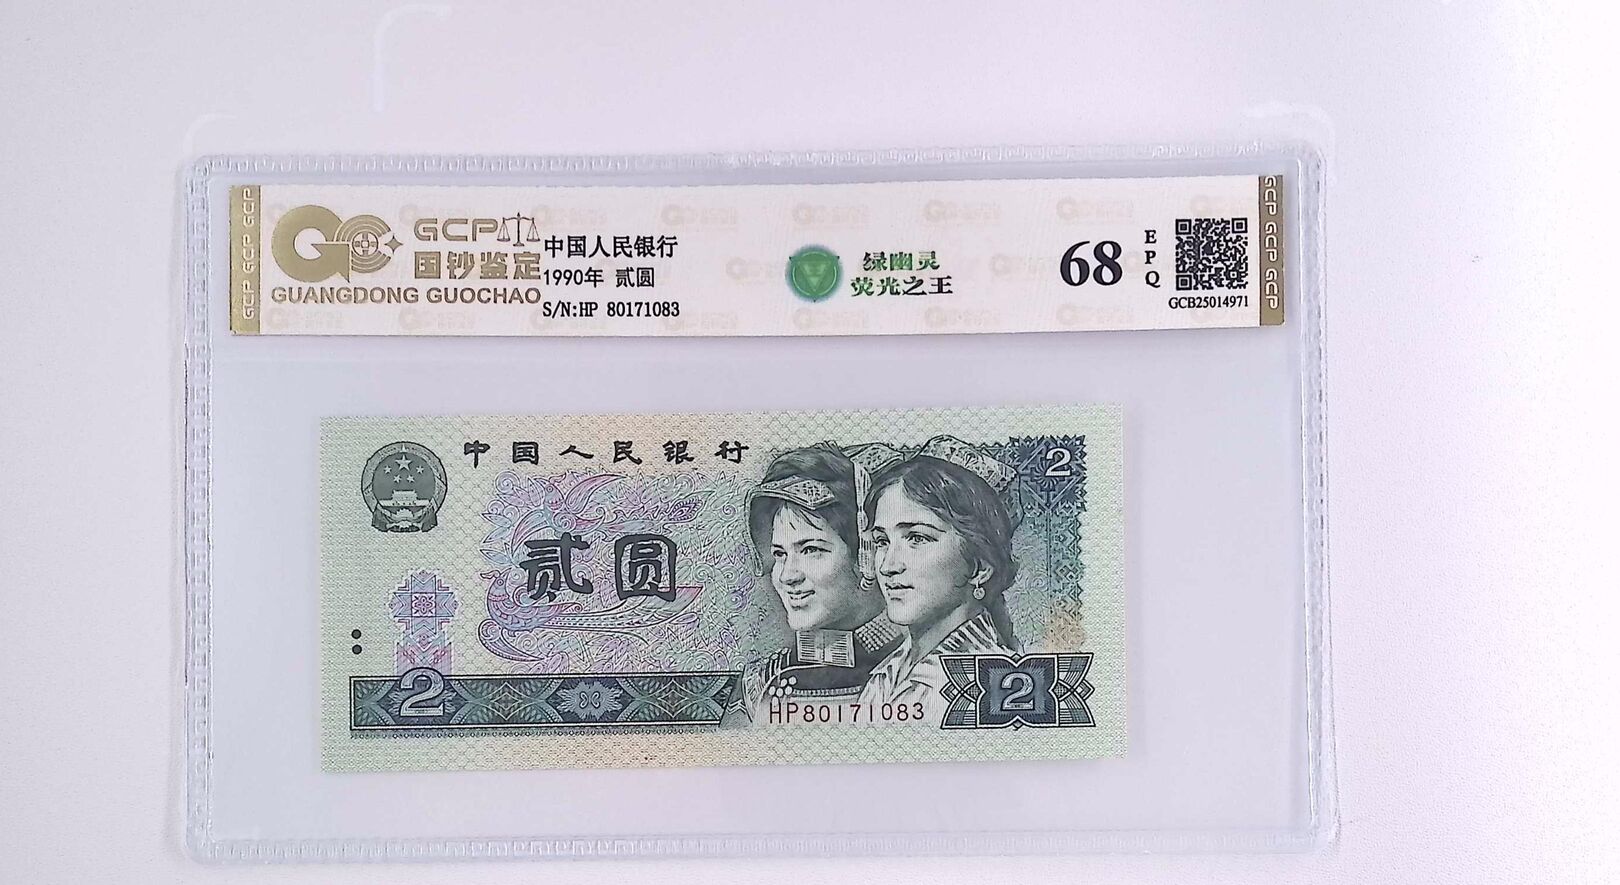 GCP GCP GCP
GCP
国钞鉴定
GUANGDONG GUOCHAO
中国人民银行
1990年 贰圆
S/N:HP 80171083
绿幽灵
荧光之王
68
EPQ
GCB25014971
GCP GCP GCP
中国人民银行
2
贰圆
2
2
HP80171083